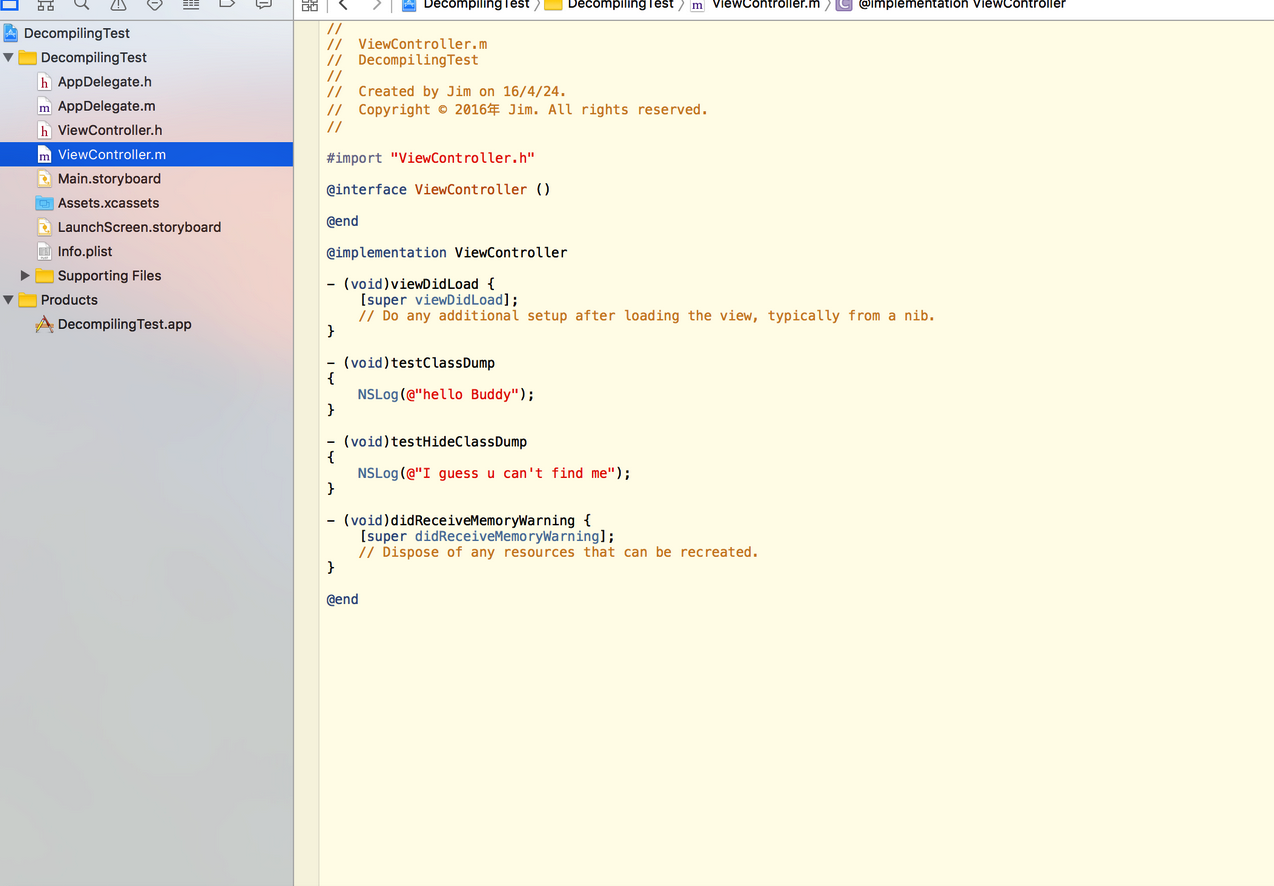 DecompilingTest
DecompilingTest
ViewController.m
@implementation ViewController
DecompilingTest
DecompilingTest
h AppDelegate.h
m AppDelegate.m
h ViewController.h
m ViewController.m
Main.storyboard
Assets.xcassets
LaunchScreen.storyboard
Info.plist
Supporting Files
Products
DecompilingTest.app
//
//  ViewController.m
//  DecompilingTest
//
//  Created by Jim on 16/4/24.
//  Copyright © 2016年 Jim. All rights reserved.
//
#import "ViewController.h"
@interface ViewController ()
@end
@implementation ViewController
- (void)viewDidLoad {
    [super viewDidLoad];
    // Do any additional setup after loading the view, typically from a nib.
}
- (void)testClassDump
{
    NSLog(@"hello Buddy");
}
- (void)testHideClassDump
{
    NSLog(@"I guess u can't find me");
}
- (void)didReceiveMemoryWarning {
    [super didReceiveMemoryWarning];
    // Dispose of any resources that can be recreated.
}
@end